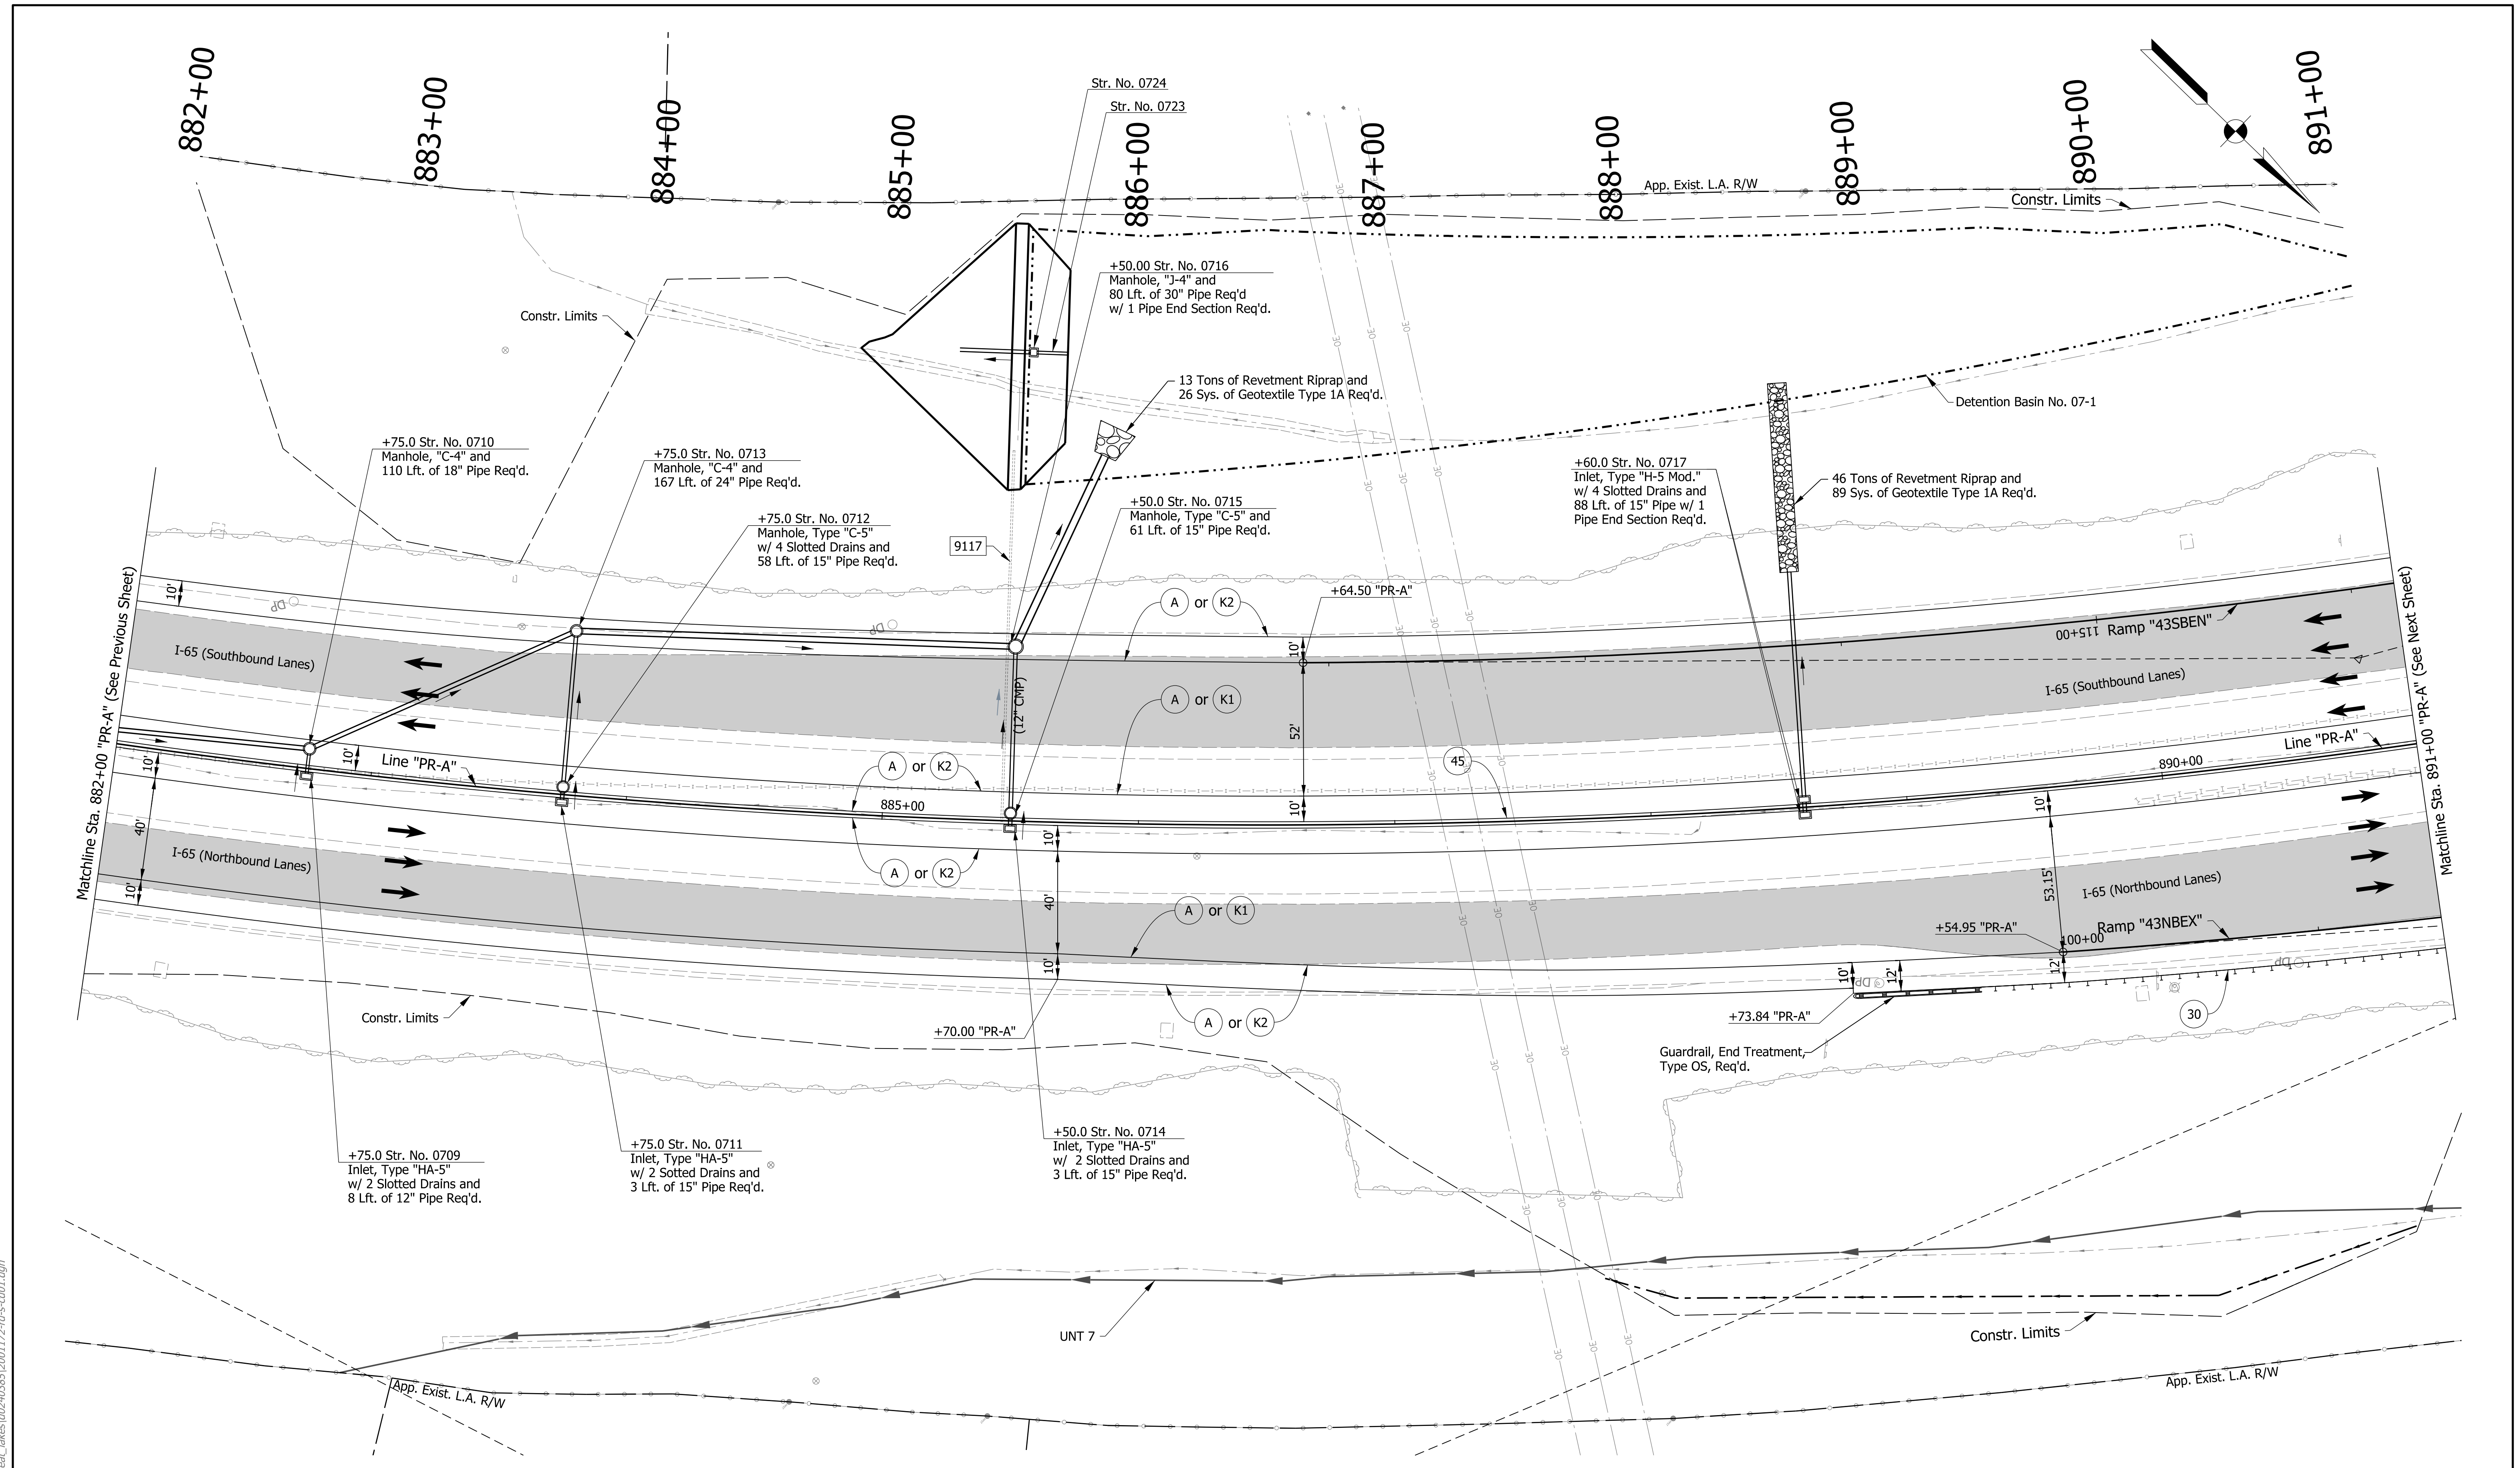 882+00
883+00
884+00
885+00
886+00
887+00
888+00
889+00
890+00
891+00
Str. No. 0724
Str. No. 0723
App. Exist. L.A. R/W
Constr. Limits
+50.00 Str. No. 0716
Manhole, "J-4" and
80 Lft. of 30" Pipe Req'd
w/ 1 Pipe End Section Req'd.
Constr. Limits
13 Tons of Revetment Riprap and
26 Sys. of Geotextile Type 1A Req'd.
Detention Basin No. 07-1
+75.0 Str. No. 0710
Manhole, "C-4" and
110 Lft. of 18" Pipe Req'd.
+75.0 Str. No. 0713
Manhole, "C-4" and
167 Lft. of 24" Pipe Req'd.
+60.0 Str. No. 0717
Inlet, Type "H-5 Mod."
w/ 4 Slotted Drains and
88 Lft. of 15" Pipe w/ 1
Pipe End Section Req'd.
46 Tons of Revetment Riprap and
89 Sys. of Geotextile Type 1A Req'd.
+75.0 Str. No. 0712
Manhole, Type "C-5"
w/ 4 Slotted Drains and
58 Lft. of 15" Pipe Req'd.
+50.0 Str. No. 0715
Manhole, Type "C-5" and
61 Lft. of 15" Pipe Req'd.
9117
Matchline Sta. 882+00 "PR-A" (See Previous Sheet)
Matchline Sta. 891+00 "PR-A" (See Next Sheet)
10'
DP
DP
A or K2
+64.50 "PR-A"
115+00
Ramp "43SBEN"
I-65 (Southbound Lanes)
10'
I-65 (Southbound Lanes)
(12" CMP)
A or K1
52'
10'
10'
Line "PR-A"
A or K2
45
890+00
Line "PR-A"
885+00
10'
10'
10'
40'
A or K2
I-65 (Northbound Lanes)
10'
40'
A or K1
53.15'
I-65 (Northbound Lanes)
+54.95 "PR-A"
100+00
Ramp "43NBEX"
10'
10'
12'
12'
DP
DP
Constr. Limits
+70.00 "PR-A"
A or K2
+73.84 "PR-A"
30
Guardrail, End Treatment,
Type OS, Req'd.
+75.0 Str. No. 0709
Inlet, Type "HA-5"
w/ 2 Slotted Drains and
8 Lft. of 12" Pipe Req'd.
+75.0 Str. No. 0711
Inlet, Type "HA-5"
w/ 2 Sotted Drains and
3 Lft. of 15" Pipe Req'd.
+50.0 Str. No. 0714
Inlet, Type "HA-5"
w/ 2 Slotted Drains and
3 Lft. of 15" Pipe Req'd.
UNT 7
Constr. Limits
App. Exist. L.A. R/W
App. Exist. L.A. R/W